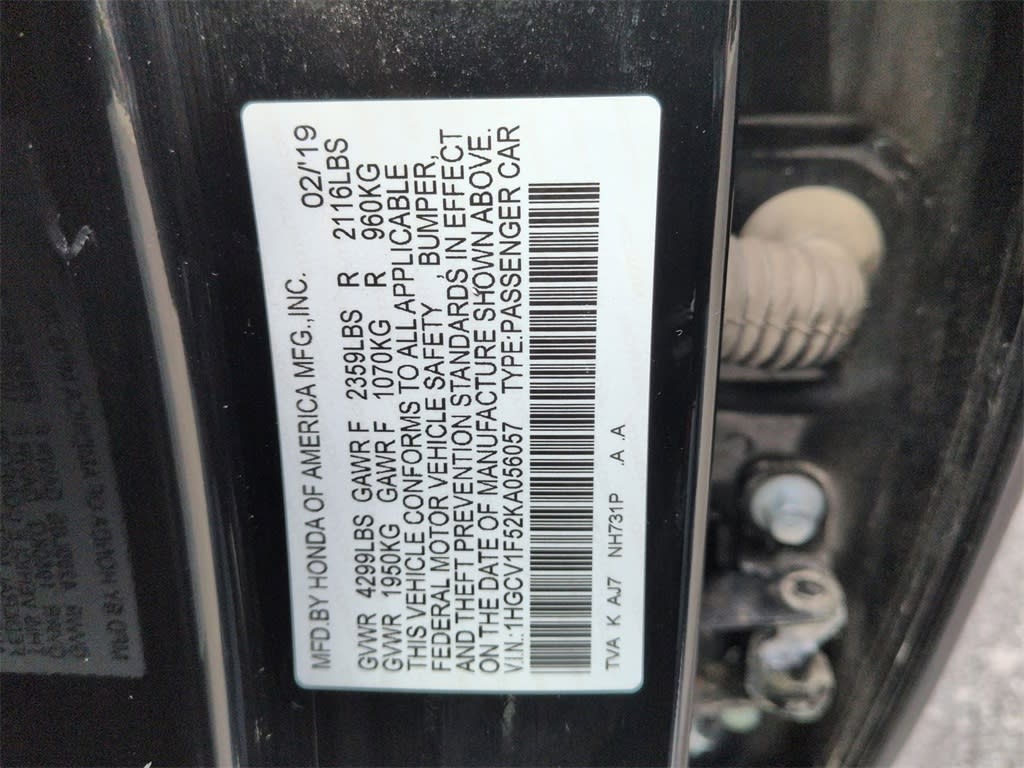 MFD.BY HONDA OF AMERICA MFG.,INC. 02/'19
GVWR 4299LBS GAWR F 2359LBS R 2116LBS
GVWR 1950KG GAWR F 1070KG R 960KG
THIS VEHICLE CONFORMS TO ALL APPLICABLE
FEDERAL MOTOR VEHICLE SAFETY, BUMPER,
AND THEFT PREVENTION STANDARDS, IN EFFECT
ON THE DATE OF MANUFACTURE SHOWN ABOVE.
V.I.N.:1HGCV1F52KA056057 TYPE:PASSENGER CAR
TVA K AJ7 NH731P .A .A